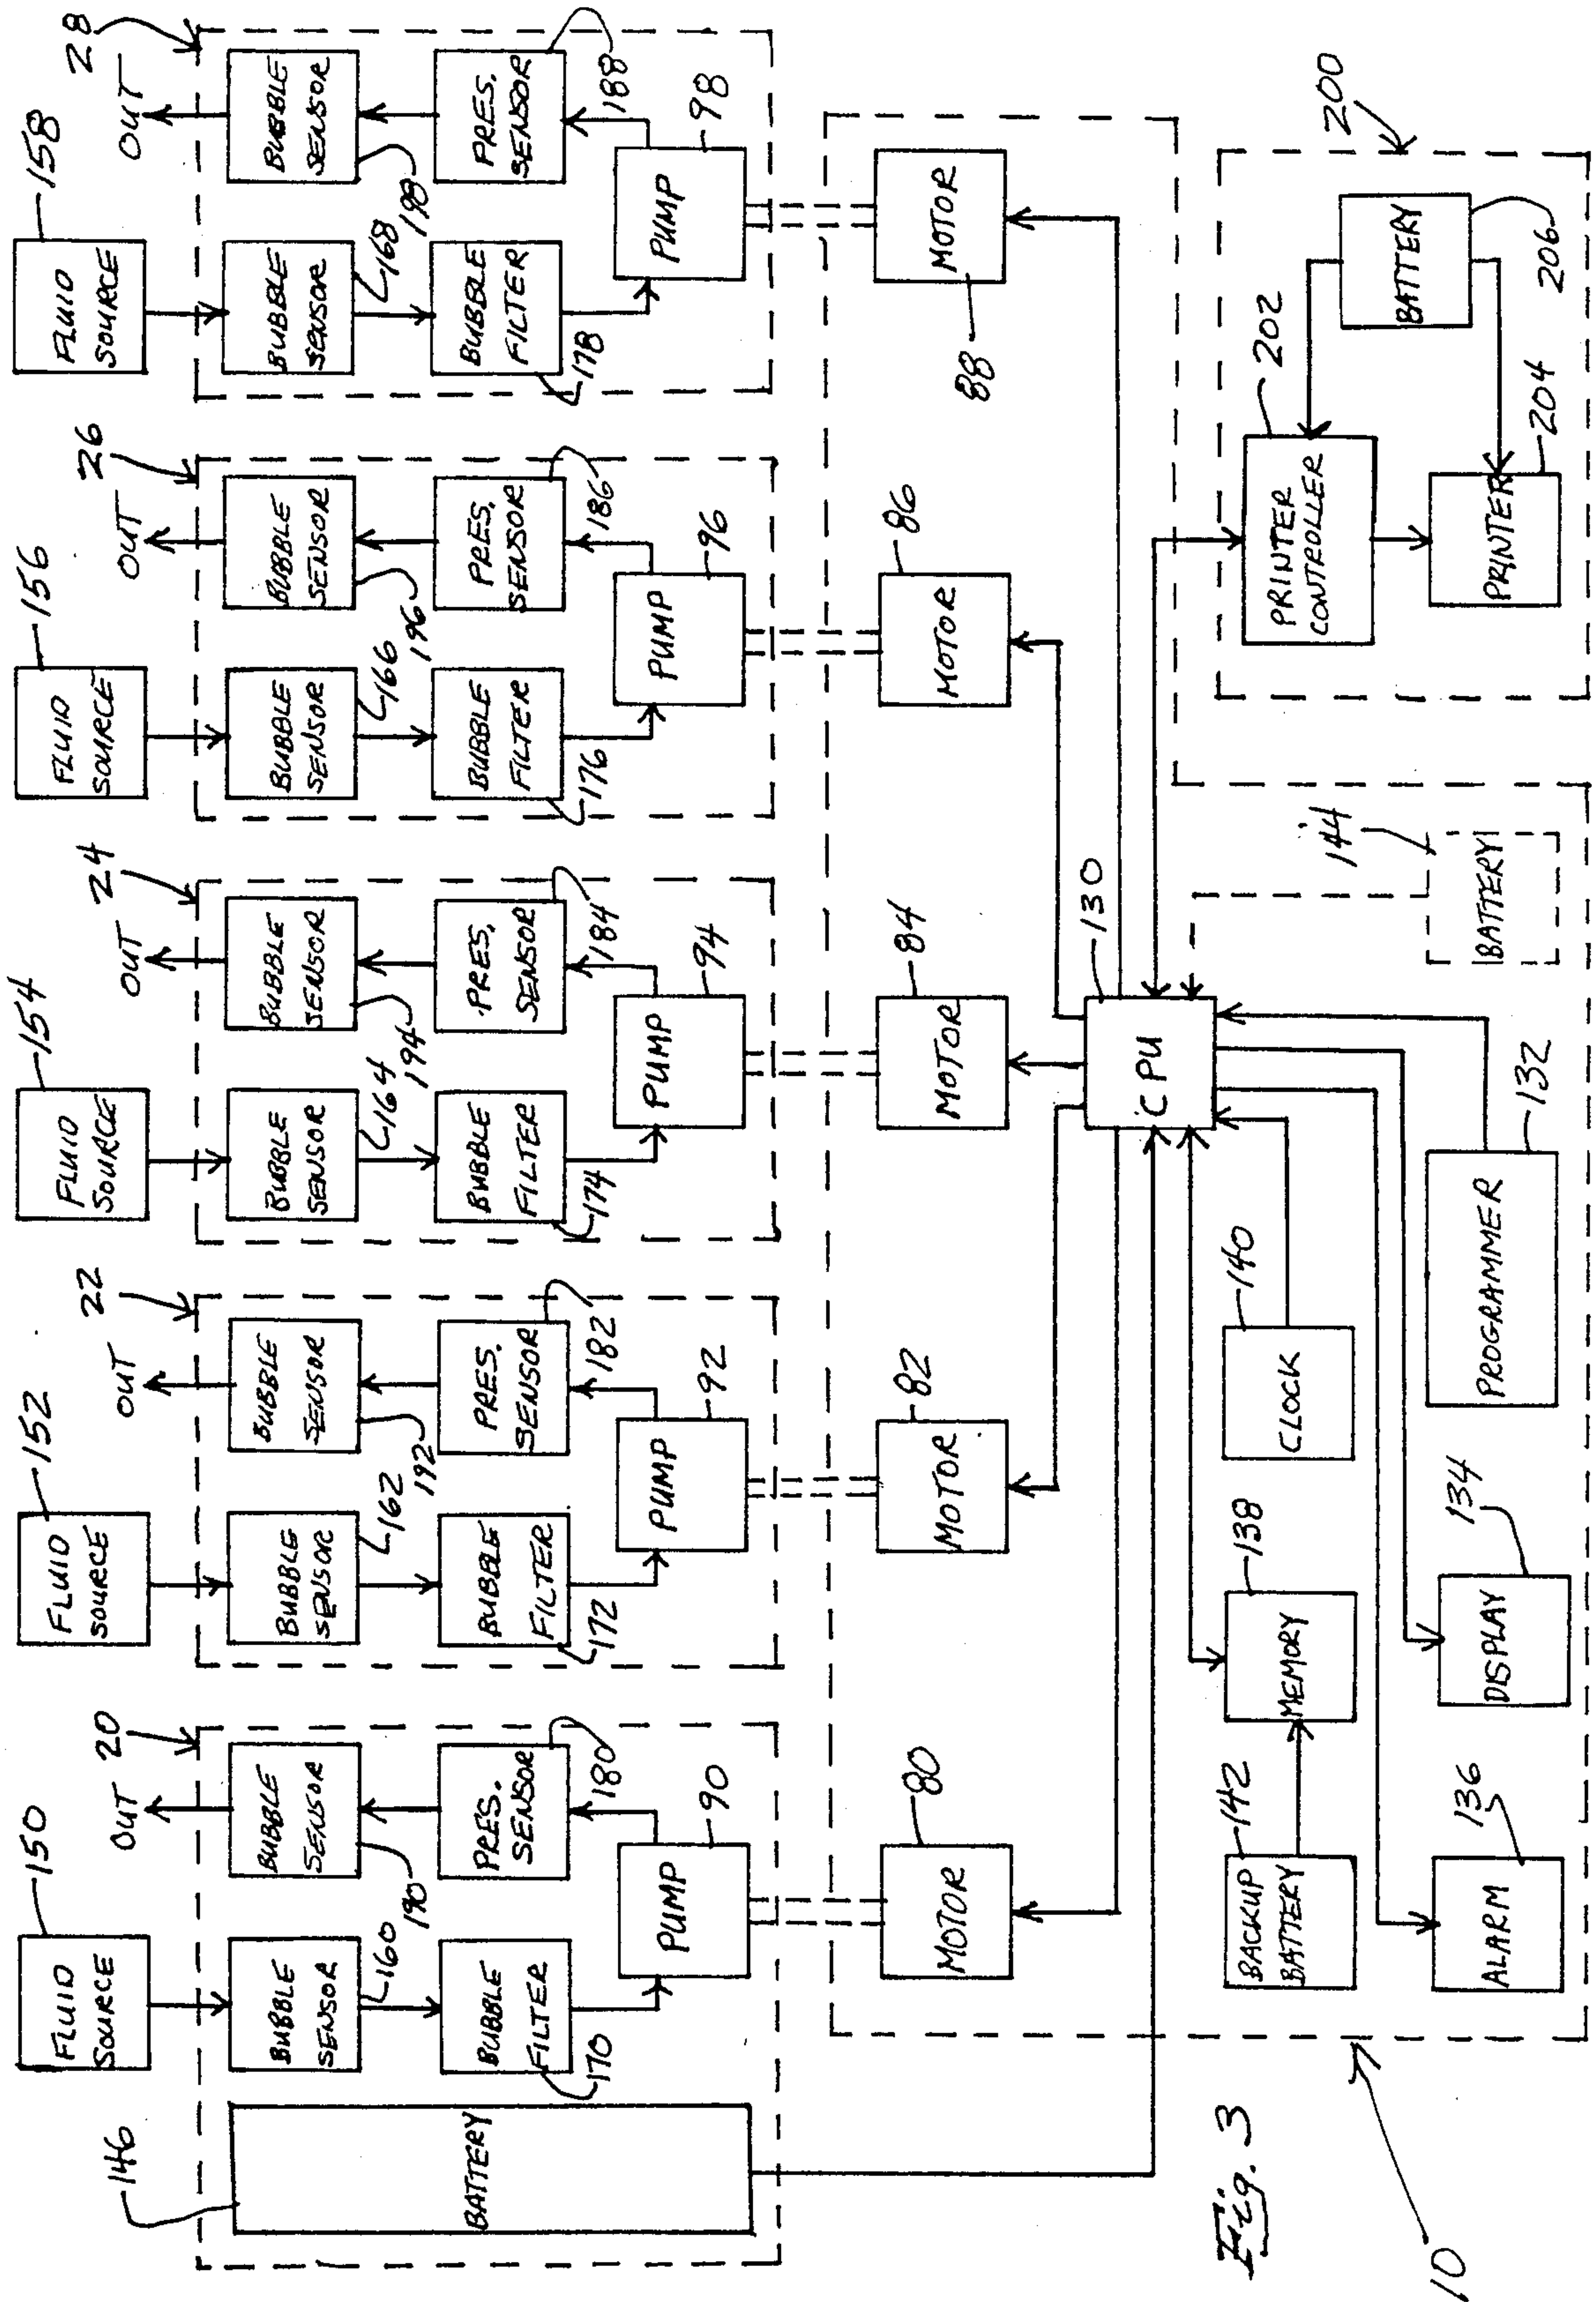 150
FLUID
SOURCE
152
FLUID
SOURCE
154
FLUID
SOURCE
156
FLUID
SOURCE
158
FLUID
SOURCE
146
BATTERY
OUT
20
BUBBLE
SENSOR
160
BUBBLE
SENSOR
190
BUBBLE
FILTER
170
PRES.
SENSOR
180
PUMP
90
OUT
22
BUBBLE
SENSOR
162
BUBBLE
SENSOR
192
BUBBLE
FILTER
172
PRES.
SENSOR
182
PUMP
92
OUT
24
BUBBLE
SENSOR
164
BUBBLE
SENSOR
194
BUBBLE
FILTER
174
PRES.
SENSOR
184
PUMP
94
OUT
26
BUBBLE
SENSOR
166
BUBBLE
SENSOR
196
BUBBLE
FILTER
176
PRES.
SENSOR
186
PUMP
96
OUT
28
BUBBLE
SENSOR
168
BUBBLE
SENSOR
198
BUBBLE
FILTER
178
PRES.
SENSOR
188
PUMP
98
MOTOR
80
MOTOR
82
MOTOR
84
MOTOR
86
MOTOR
88
CPU
130
BACKUP
BATTERY
142
MEMORY
138
CLOCK
140
ALARM
136
DISPLAY
134
PROGRAMMER
132
BATTERY
144
PRINTER
CONTROLLER
202
PRINTER
204
BATTERY
206
200
Fig. 3
10